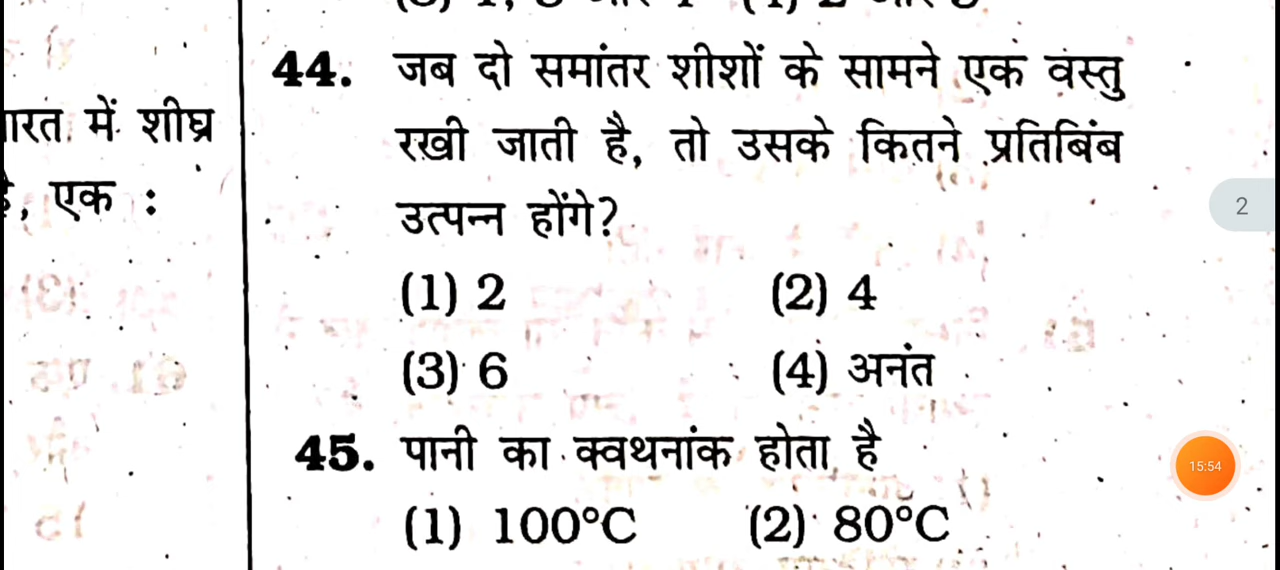 ारत में शीघ्र
, एक :
44. जब दो समांतर शीशों के सामने एक वस्तु
रखी जाती है, तो उसके कितने प्रतिबिंब
उत्पन्न होंगे?
(1) 2 (2) 4
(3) 6 (4) अनंत
45. पानी का क्वथनांक होता है
(1) 100°C (2) 80°C
2
15:54